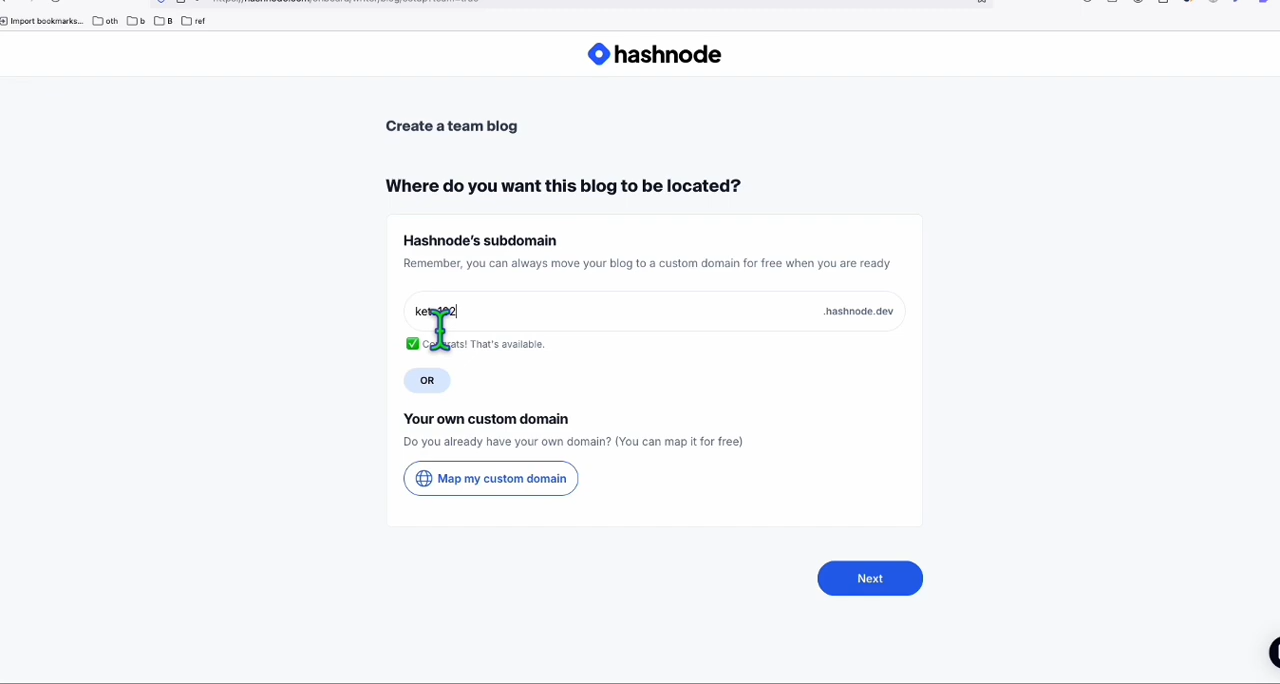 Import bookmarks... oth b B ref
hashnode
Create a team blog
Where do you want this blog to be located?
Hashnode's subdomain
Remember, you can always move your blog to a custom domain for free when you are ready
.hashnode.dev
✅ That's available.
OR
Your own custom domain
Do you already have your own domain? (You can map it for free)
Map my custom domain
Next